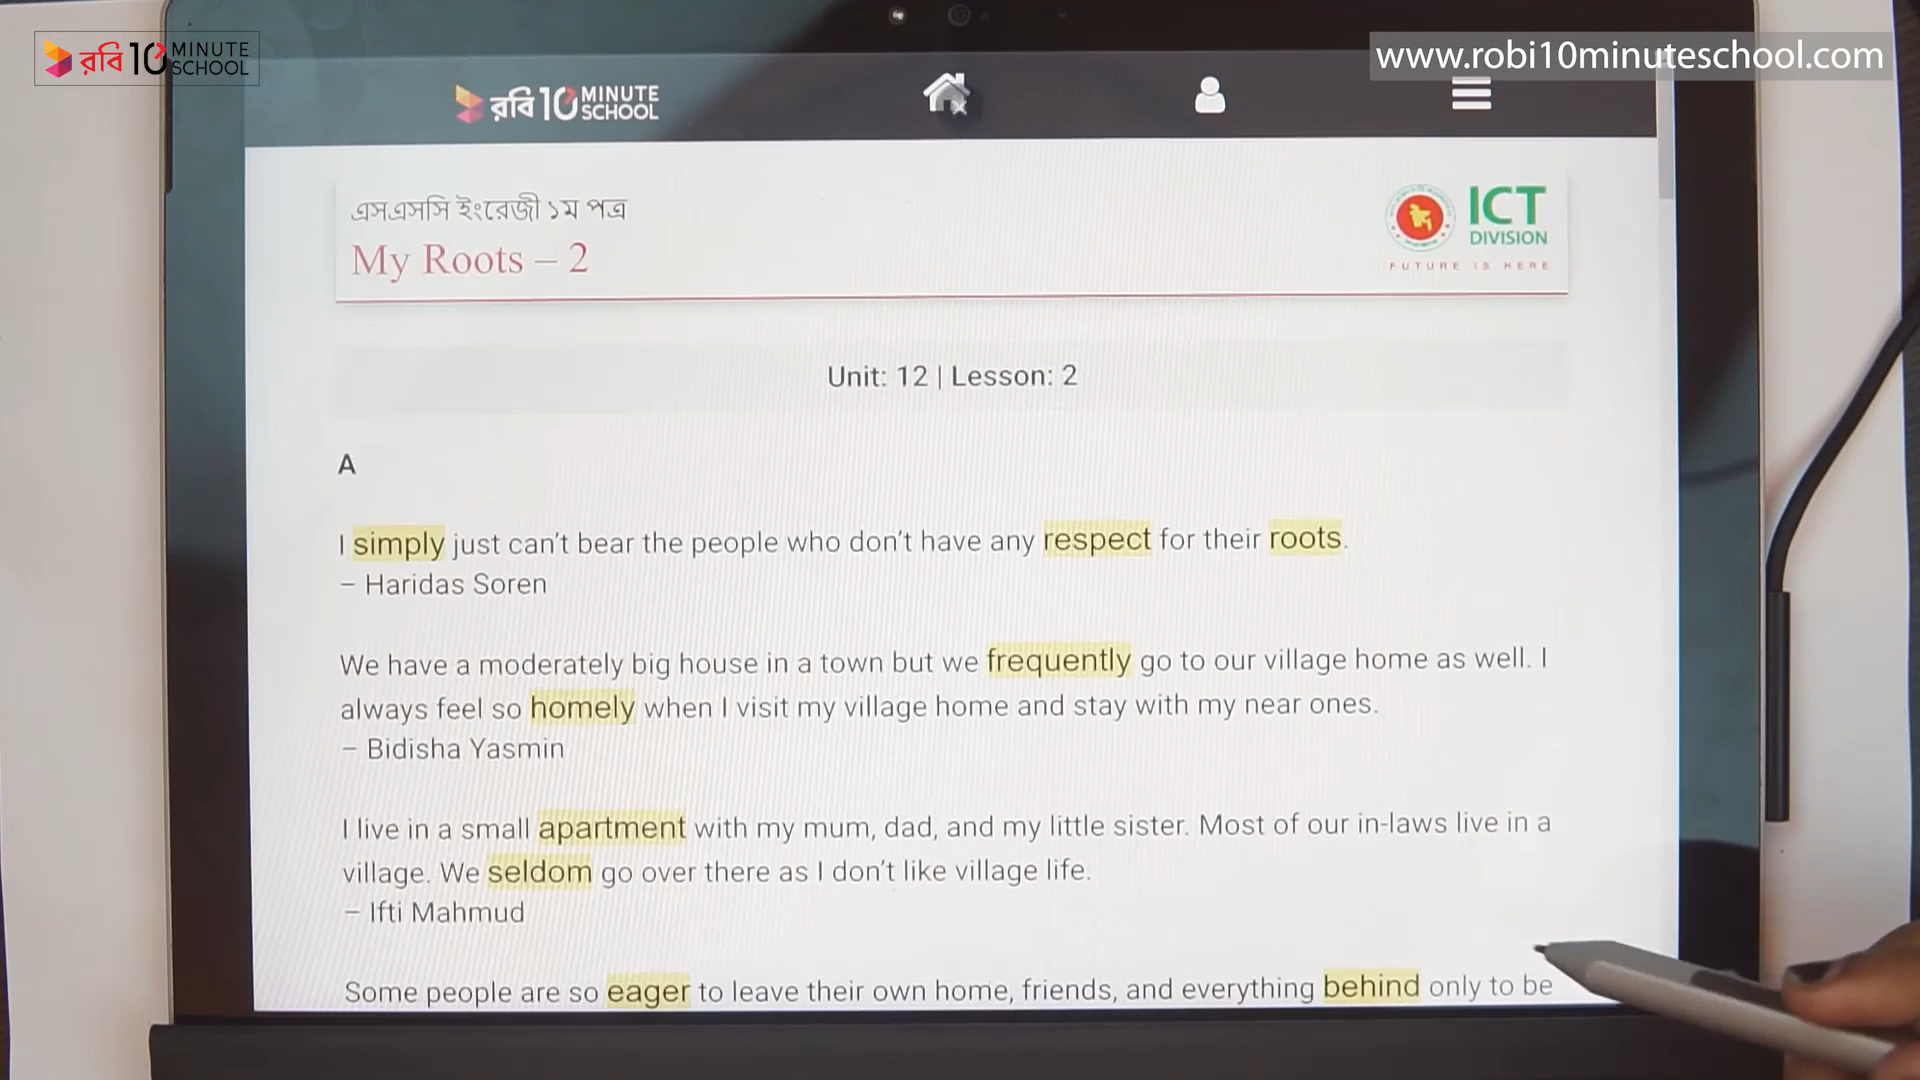 রবি 10 MINUTE SCHOOL
www.robi10minuteschool.com
রবি 10 MINUTE SCHOOL
এসএসসি ইংরেজী ১ম পত্র
My Roots – 2
ICT
DIVISION
FUTURE IS HERE
Unit: 12 | Lesson: 2
A
I simply just can't bear the people who don't have any respect for their roots.
– Haridas Soren
We have a moderately big house in a town but we frequently go to our village home as well. I
always feel so homely when I visit my village home and stay with my near ones.
– Bidisha Yasmin
I live in a small apartment with my mum, dad, and my little sister. Most of our in-laws live in a
village. We seldom go over there as I don't like village life.
– Ifti Mahmud
Some people are so eager to leave their own home, friends, and everything behind only to be